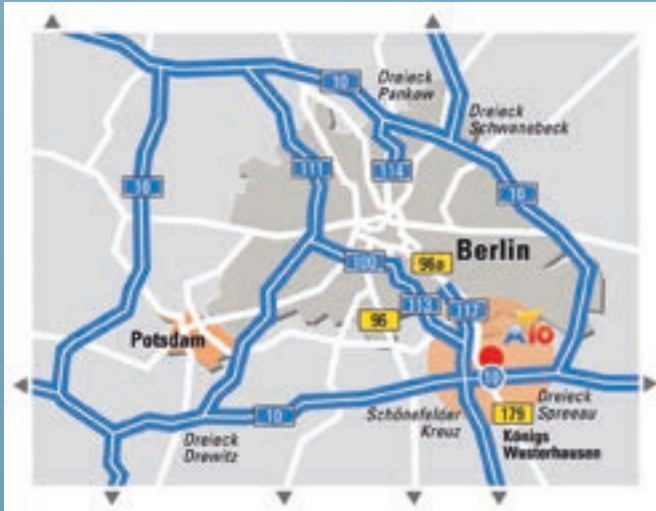 10
Dreieck
Pankow
Dreieck
Schwanebeck
111
114
10
10
Berlin
100
96a
113
117
96
Potsdam
A10
10
10
Dreieck
Spreeau
Schönefelder
Kreuz
179
Königs
Wusterhausen
Dreieck
Drewitz